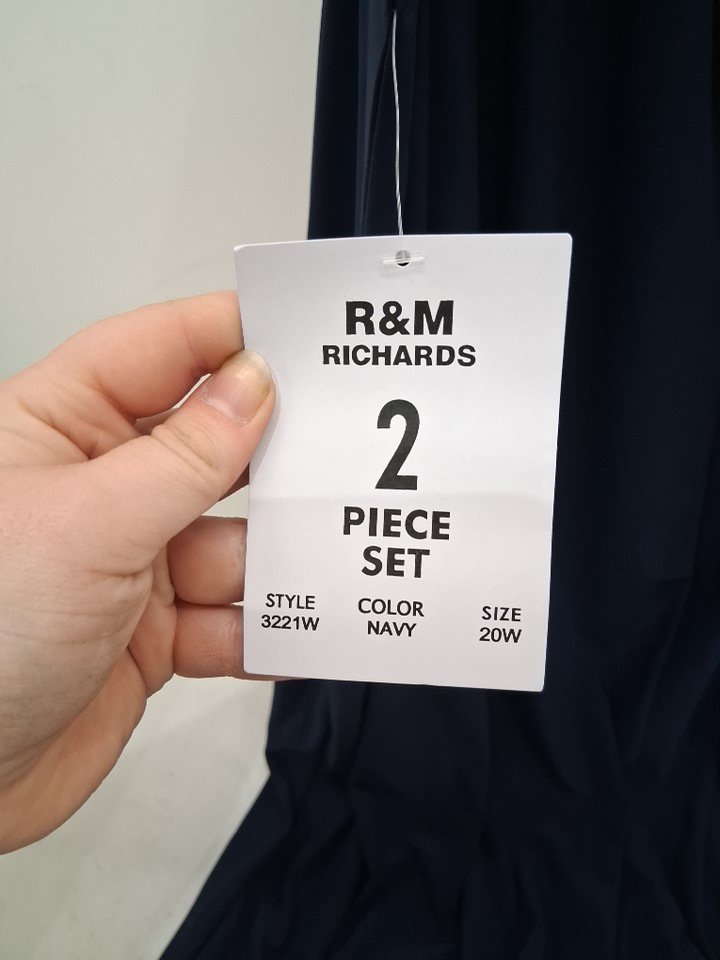 R&M
RICHARDS
2
PIECE
SET
STYLE COLOR SIZE
3221W NAVY 20W